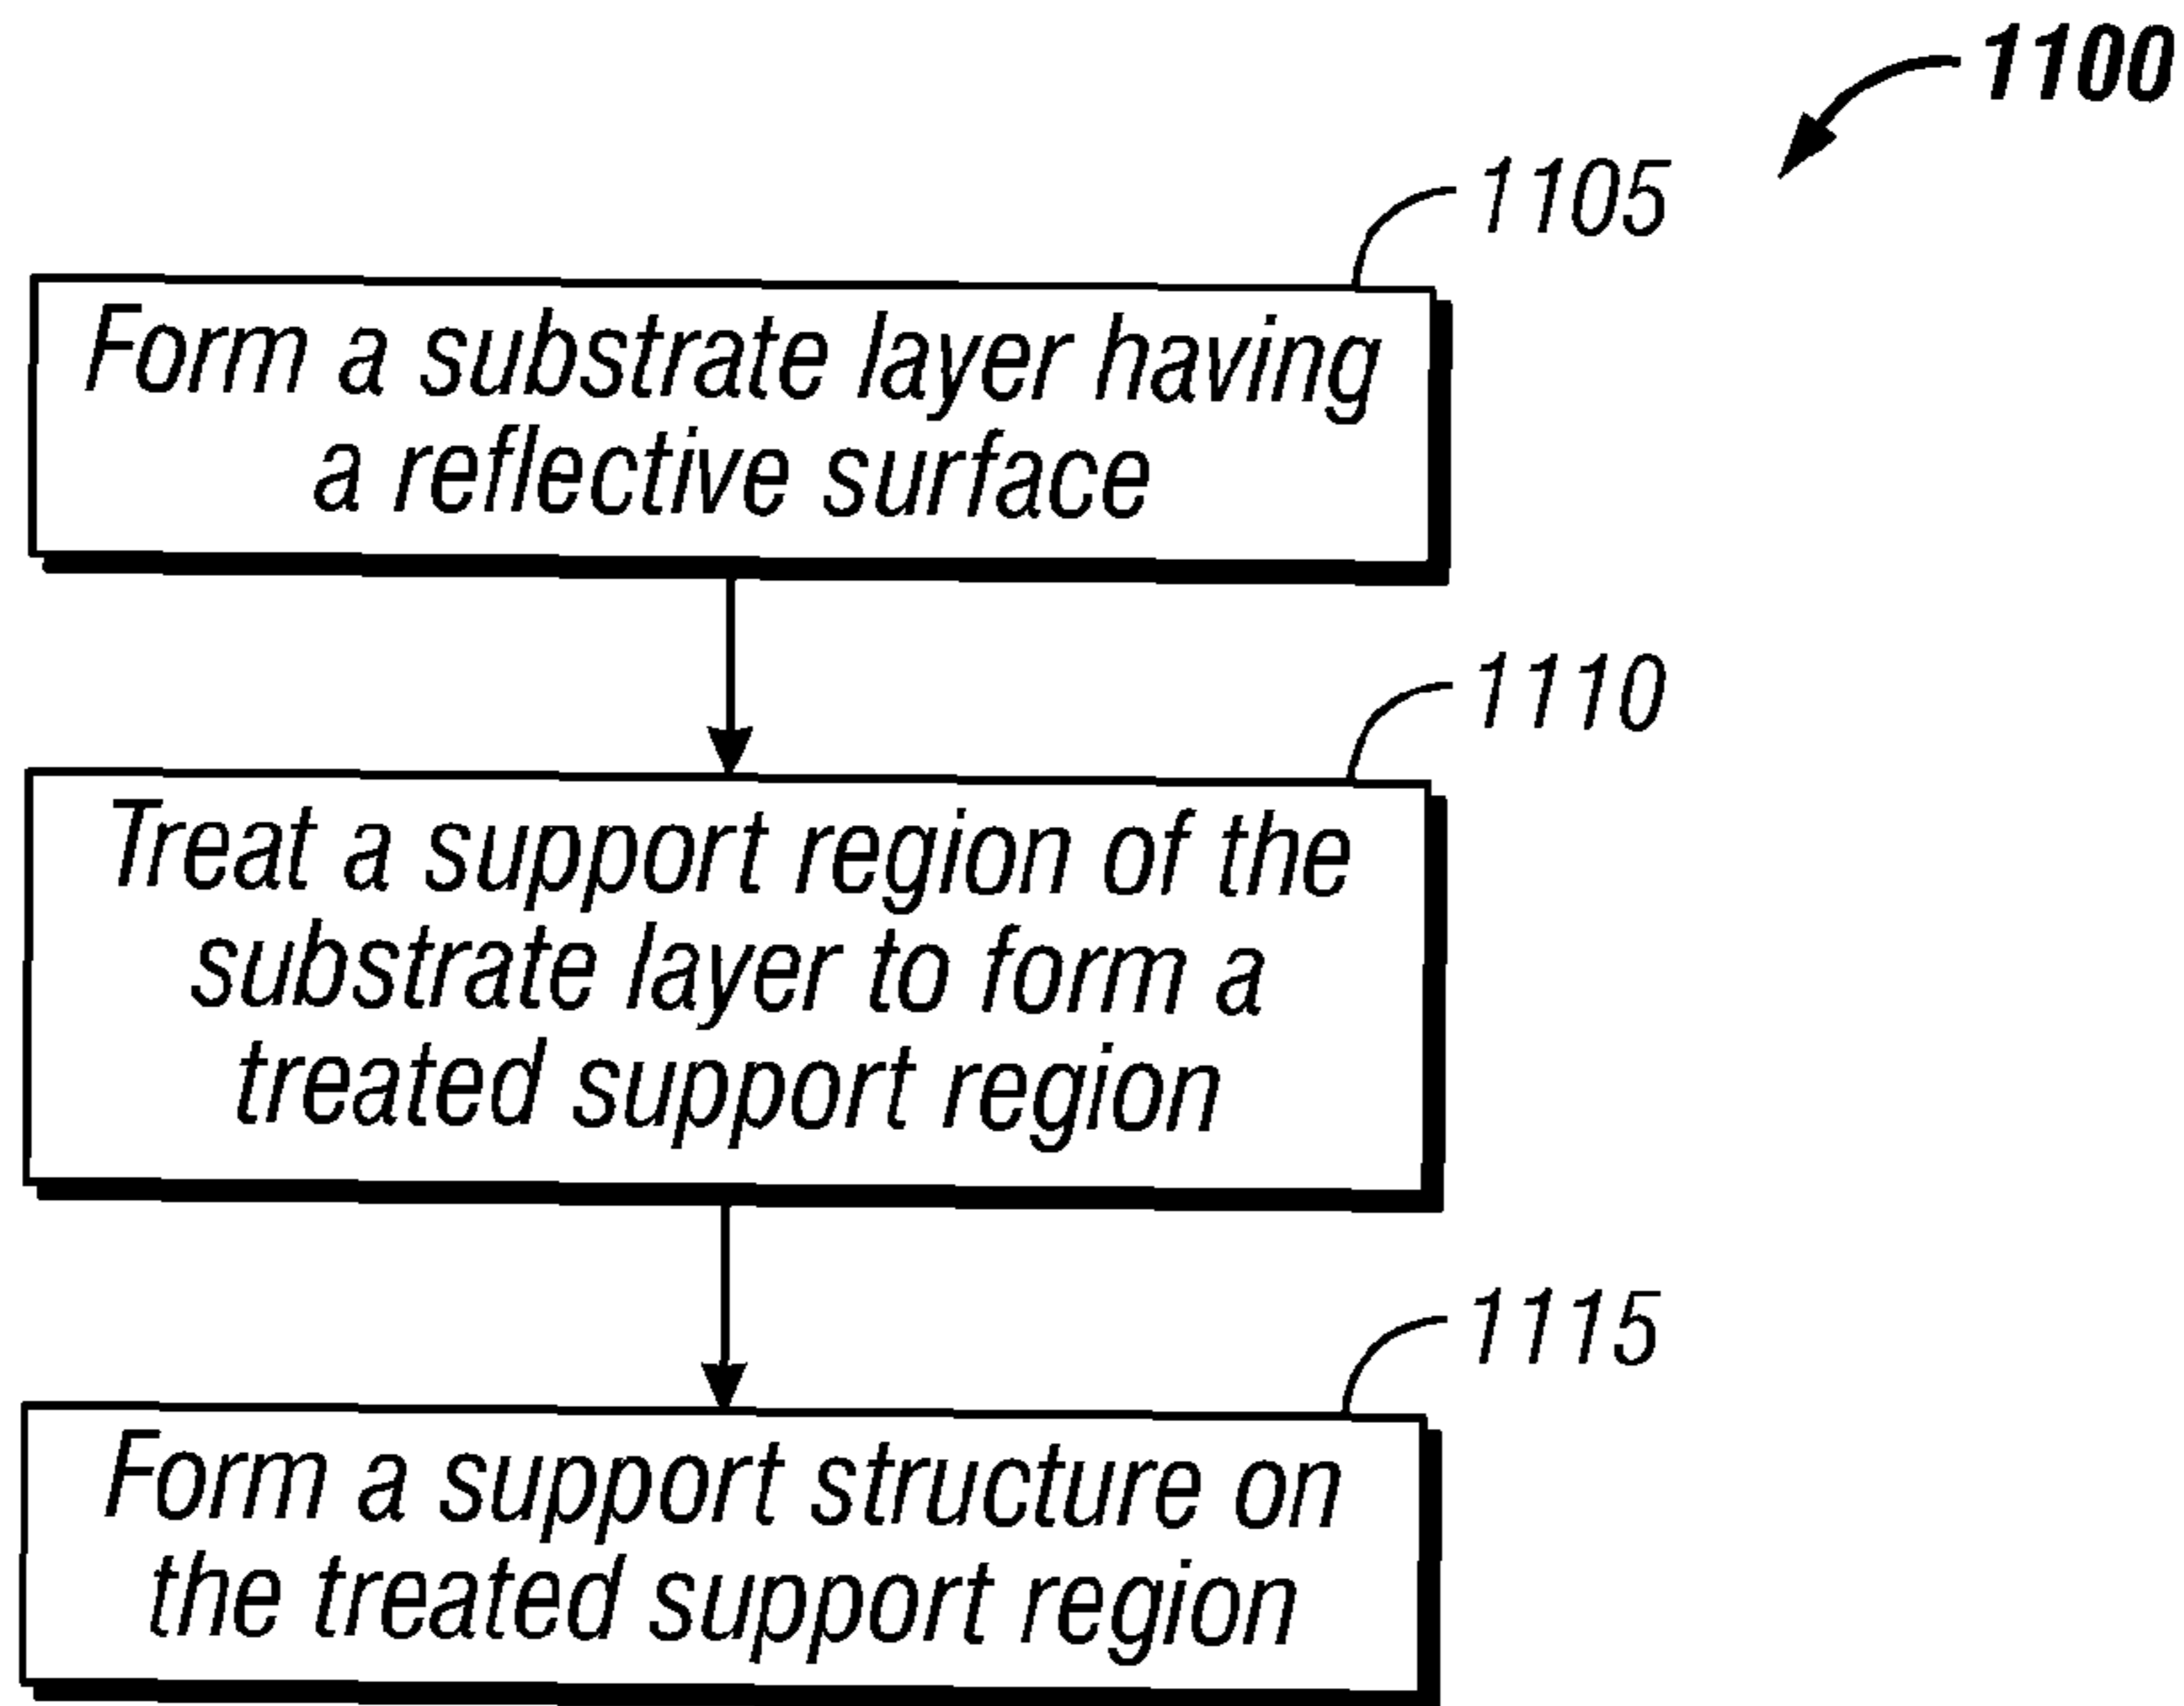 1100
1105
Form a substrate layer having
a reflective surface
1110
Treat a support region of the
substrate layer to form a
treated support region
1115
Form a support structure on
the treated support region